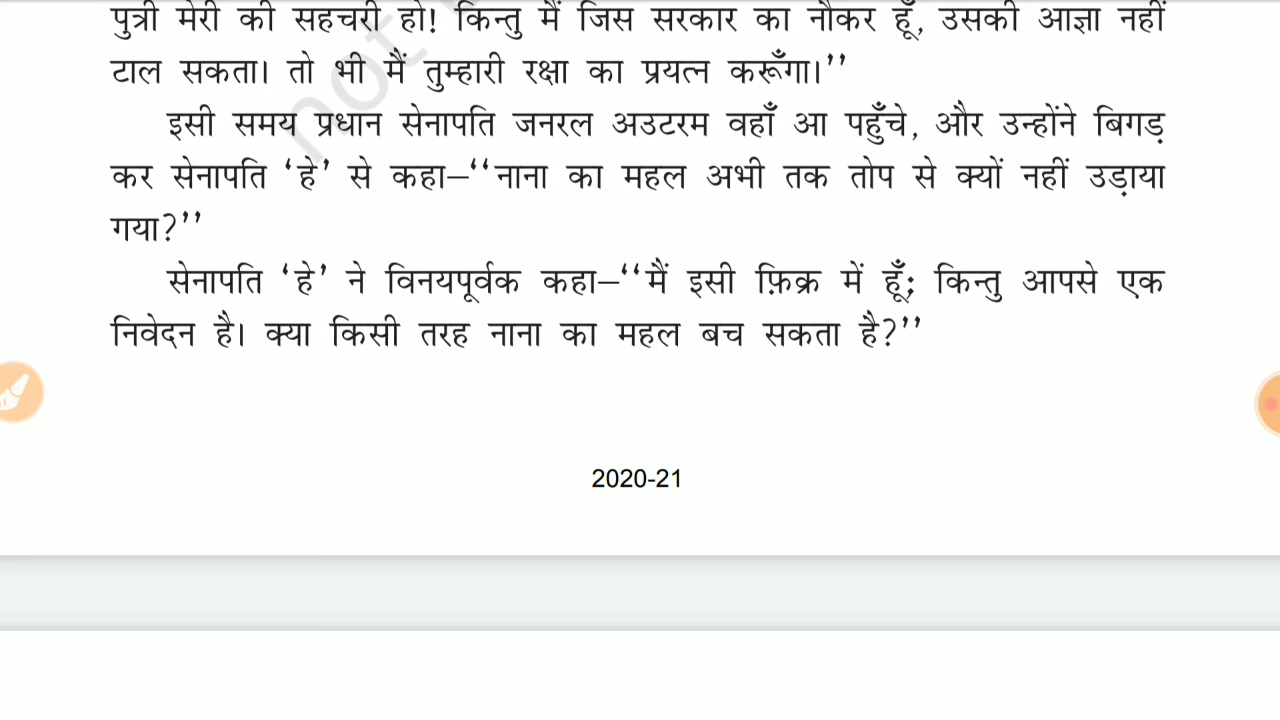 पुत्री मेरी की सहचरी हो! किन्तु मैं जिस सरकार का नौकर हूँ, उसकी आज्ञा नहीं
टाल सकता। तो भी मैं तुम्हारी रक्षा का प्रयत्न करूँगा।’’
इसी समय प्रधान सेनापति जनरल अउटरम वहाँ आ पहुँचे, और उन्होंने बिगड़
कर सेनापति ‘हे’ से कहा–‘‘नाना का महल अभी तक तोप से क्यों नहीं उड़ाया
गया?’’
सेनापति ‘हे’ ने विनयपूर्वक कहा–‘‘मैं इसी फ़िक्र में हूँ; किन्तु आपसे एक
निवेदन है। क्या किसी तरह नाना का महल बच सकता है?’’
not
2020-21